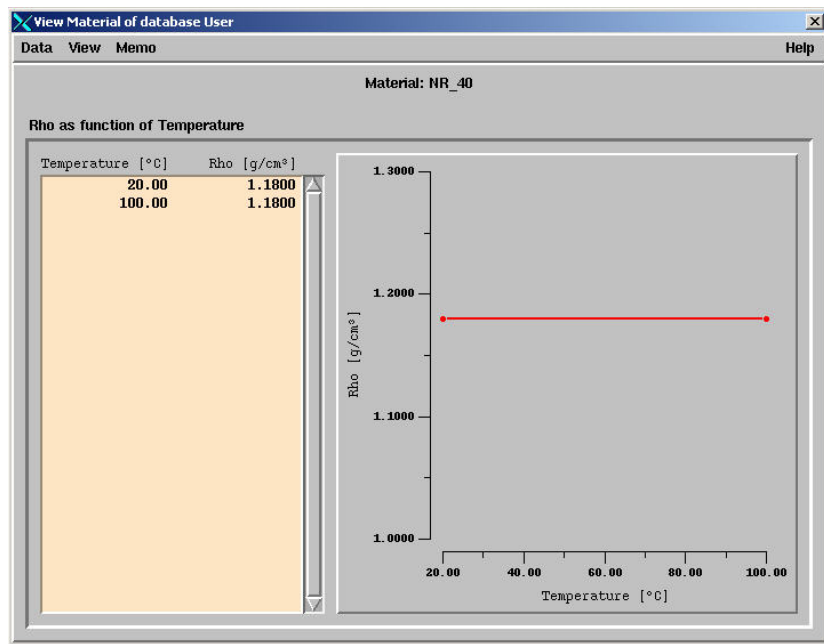 View Material of database User
Data View Memo Help
Material: NR_40
Rho as function of Temperature
Temperature [°C] Rho [g/cm³]
20.00 1.1800
100.00 1.1800
1.3000
1.2000
1.1000
1.0000
Rho [g/cm³]
20.00 40.00 60.00 80.00 100.00
Temperature [°C]